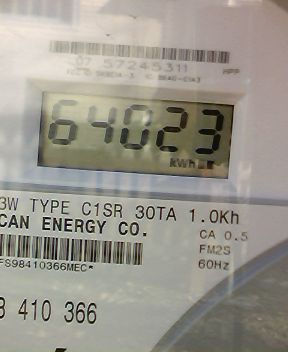 07 57245311
64023
kWh
3W TYPE C1SR 30TA 1.0Kh
CAN ENERGY CO.
CA 0.5
FM2S
60Hz
FS98410366MEC*
8 410 366